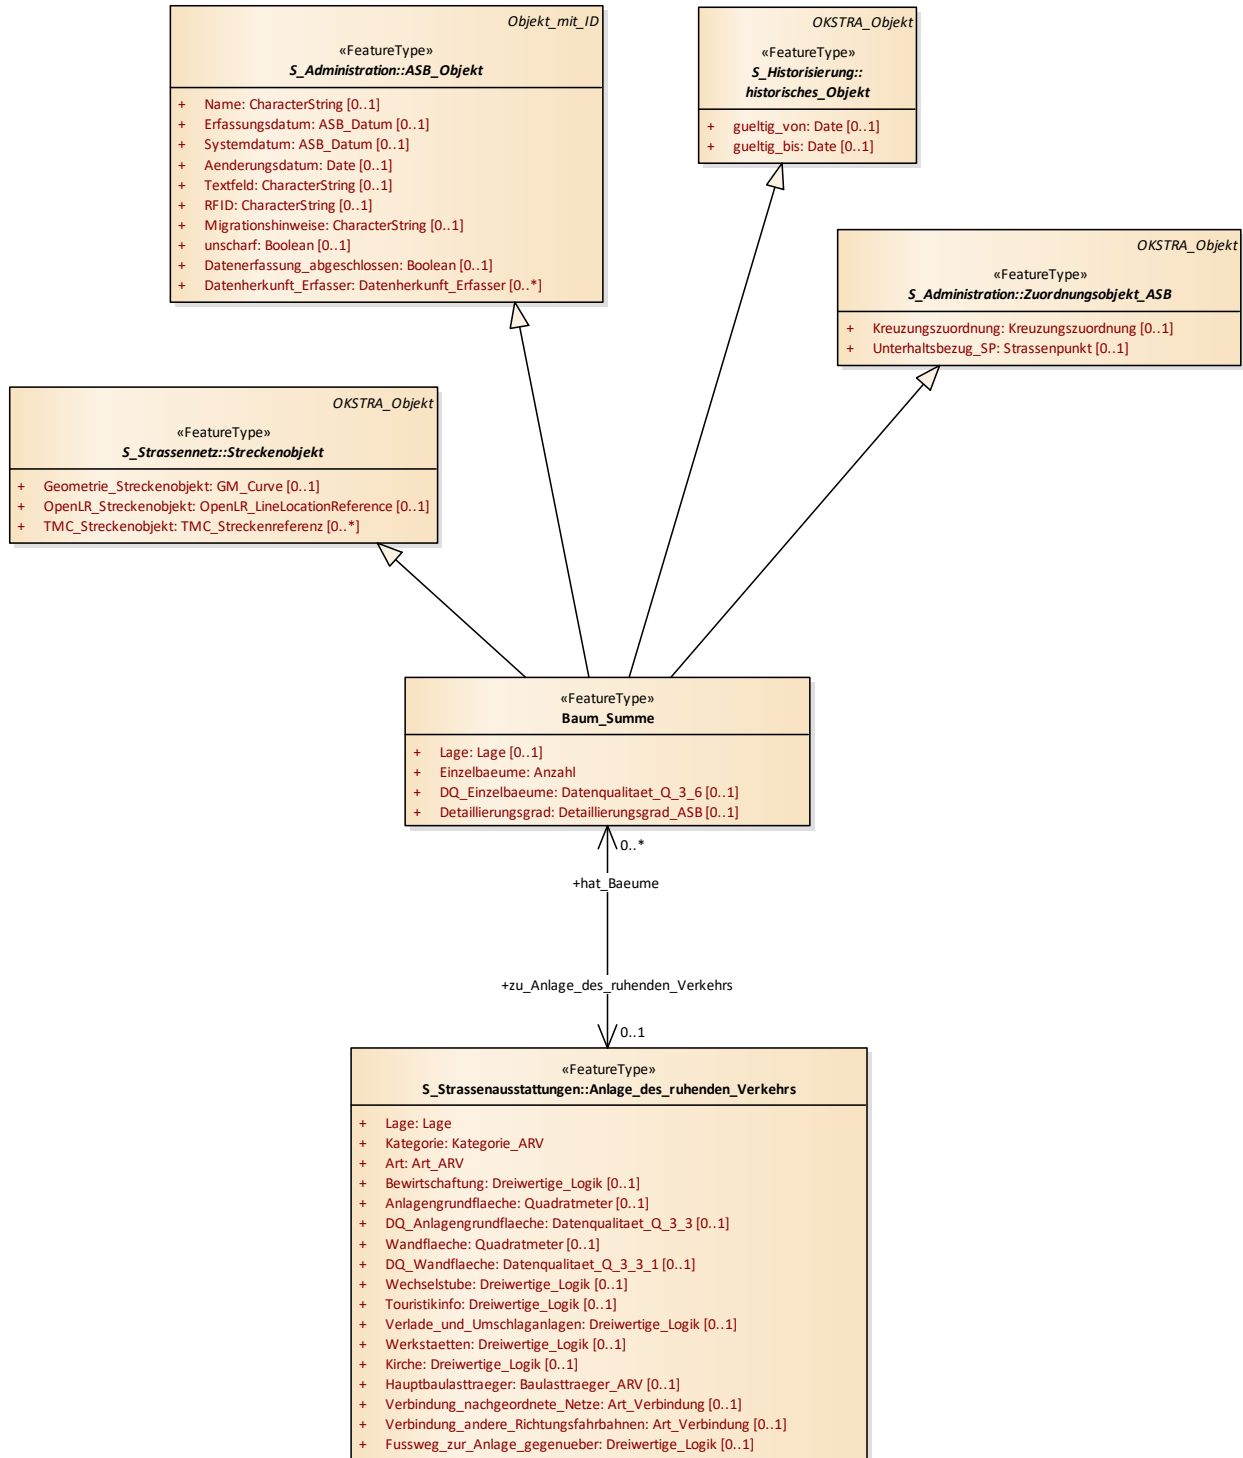 Objekt_mit_ID
«FeatureType»
S_Administration::ASB_Objekt
+ Name: CharacterString [0..1]
+ Erfassungsdatum: ASB_Datum [0..1]
+ Systemdatum: ASB_Datum [0..1]
+ Aenderungsdatum: Date [0..1]
+ Textfeld: CharacterString [0..1]
+ RFID: CharacterString [0..1]
+ Migrationshinweise: CharacterString [0..1]
+ unscharf: Boolean [0..1]
+ Datenerfassung_abgeschlossen: Boolean [0..1]
+ Datenherkunft_Erfasser: Datenherkunft_Erfasser [0..*]
OKSTRA_Objekt
«FeatureType»
S_Historisierung::
historisches_Objekt
+ gueltig_von: Date [0..1]
+ gueltig_bis: Date [0..1]
OKSTRA_Objekt
«FeatureType»
S_Administration::Zuordnungsobjekt_ASB
+ Kreuzungszuordnung: Kreuzungszuordnung [0..1]
+ Unterhaltsbezug_SP: Strassenpunkt [0..1]
OKSTRA_Objekt
«FeatureType»
S_Strassennetz::Streckenobjekt
+ Geometrie_Streckenobjekt: GM_Curve [0..1]
+ OpenLR_Streckenobjekt: OpenLR_LineLocationReference [0..1]
+ TMC_Streckenobjekt: TMC_Streckenreferenz [0..*]
«FeatureType»
Baum_Summe
+ Lage: Lage [0..1]
+ Einzelbaeume: Anzahl
+ DQ_Einzelbaeume: Datenqualitaet_Q_3_6 [0..1]
+ Detaillierungsgrad: Detaillierungsgrad_ASB [0..1]
0..*
+hat_Baeume
+zu_Anlage_des_ruhenden_Verkehrs
0..1
«FeatureType»
S_Strassenausstattungen::Anlage_des_ruhenden_Verkehrs
+ Lage: Lage
+ Kategorie: Kategorie_ARV
+ Art: Art_ARV
+ Bewirtschaftung: Dreiwertige_Logik [0..1]
+ Anlagengrundflaeche: Quadratmeter [0..1]
+ DQ_Anlagengrundflaeche: Datenqualitaet_Q_3_3 [0..1]
+ Wandflaeche: Quadratmeter [0..1]
+ DQ_Wandflaeche: Datenqualitaet_Q_3_3_1 [0..1]
+ Wechselstube: Dreiwertige_Logik [0..1]
+ Touristikinfo: Dreiwertige_Logik [0..1]
+ Verlade_und_Umschlaganlagen: Dreiwertige_Logik [0..1]
+ Werkstaetten: Dreiwertige_Logik [0..1]
+ Kirche: Dreiwertige_Logik [0..1]
+ Hauptbaulasttraeger: Baulasttraeger_ARV [0..1]
+ Verbindung_nachgeordnete_Netze: Art_Verbindung [0..1]
+ Verbindung_andere_Richtungsfahrbahnen: Art_Verbindung [0..1]
+ Fussweg_zur_Anlage_gegenueber: Dreiwertige_Logik [0..1]